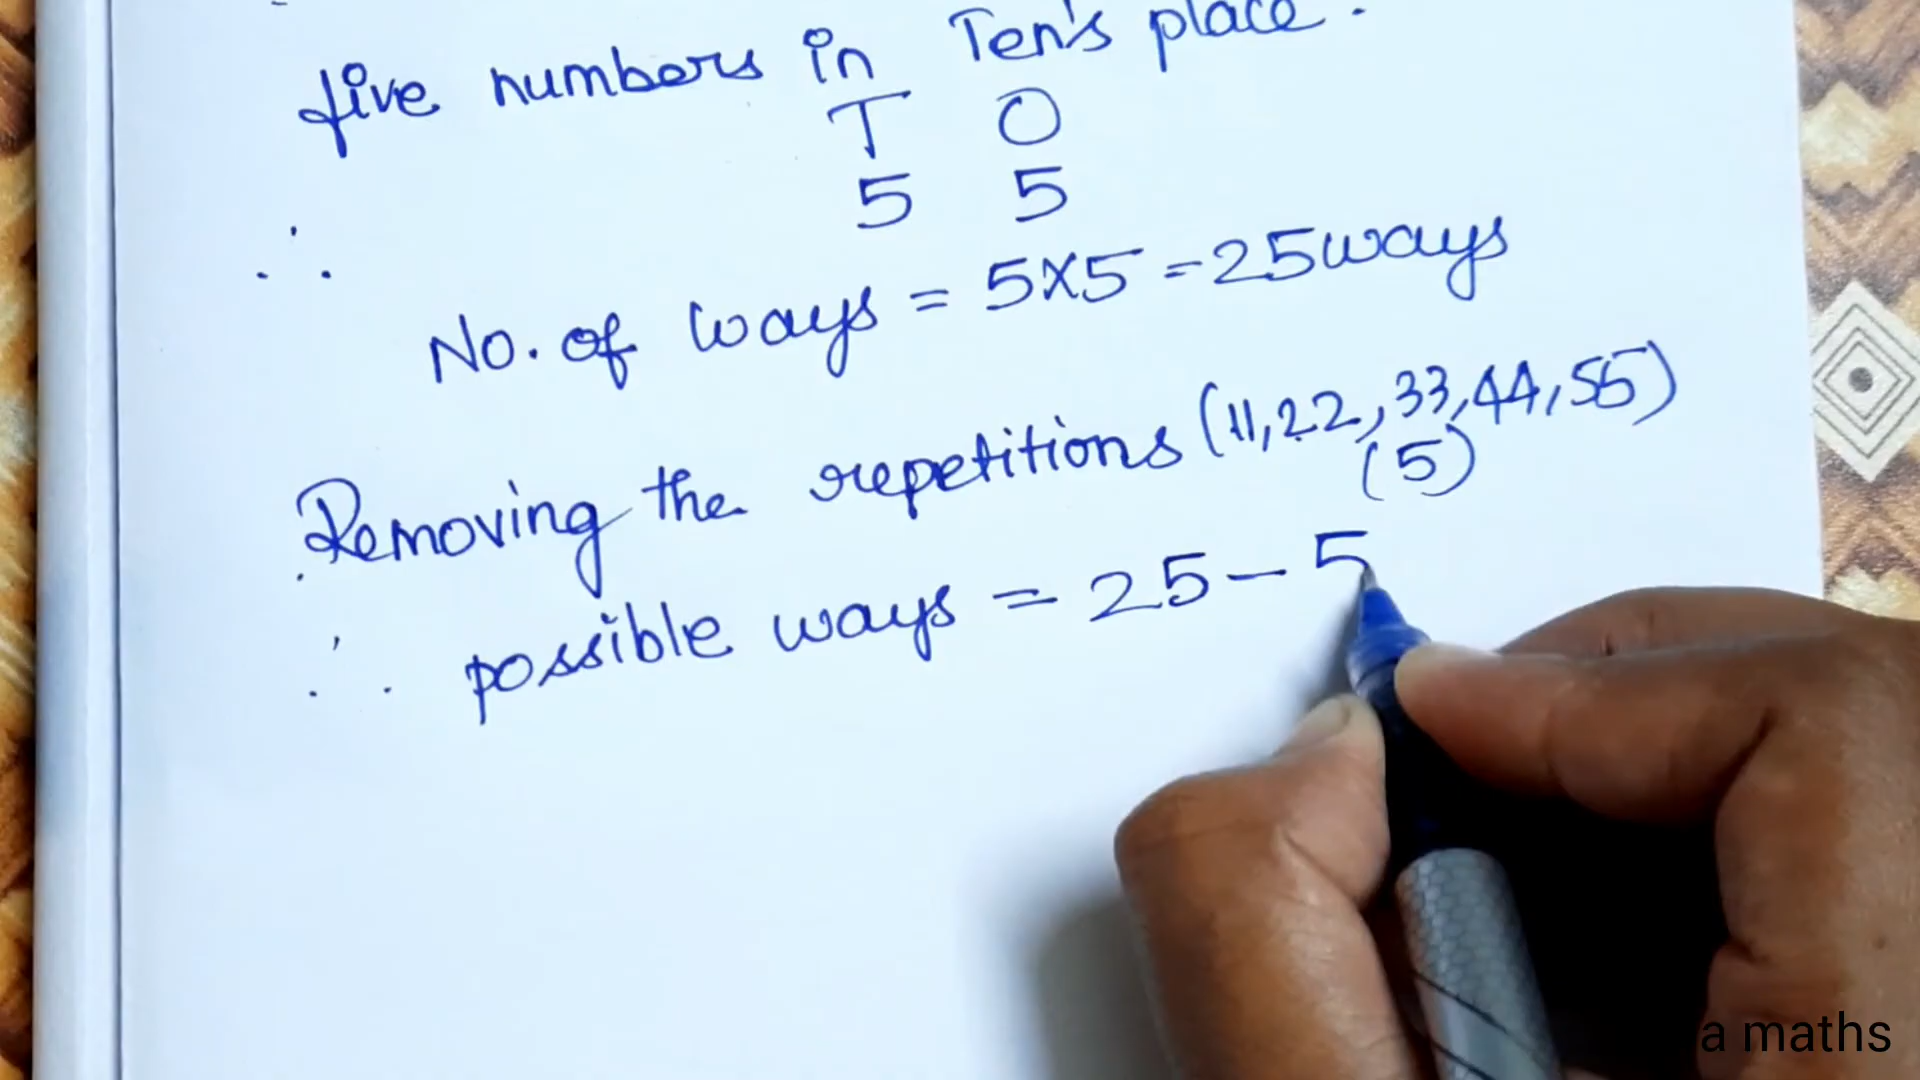 five numbers in Ten's place.
T O
5 5
∴
No. of ways = 5×5 = 25 ways
Removing the repetitions (11,22,33,44,55)
(5)
∴ possible ways = 25 - 5
a maths